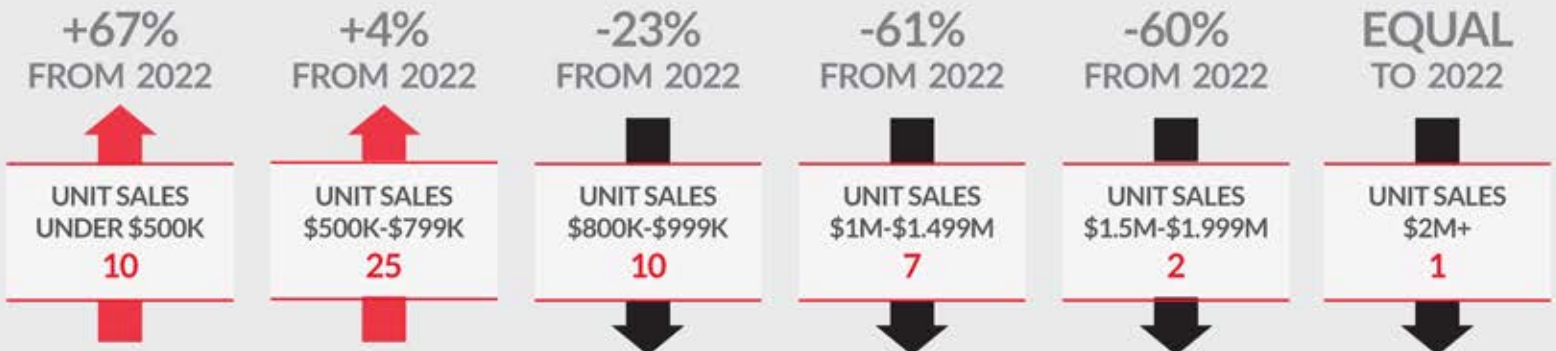 +67%
FROM 2022
UNIT SALES
UNDER $500K
10
+4%
FROM 2022
UNIT SALES
$500K-$799K
25
-23%
FROM 2022
UNIT SALES
$800K-$999K
10
-61%
FROM 2022
UNIT SALES
$1M-$1.499M
7
-60%
FROM 2022
UNIT SALES
$1.5M-$1.999M
2
EQUAL
TO 2022
UNIT SALES
$2M+
1